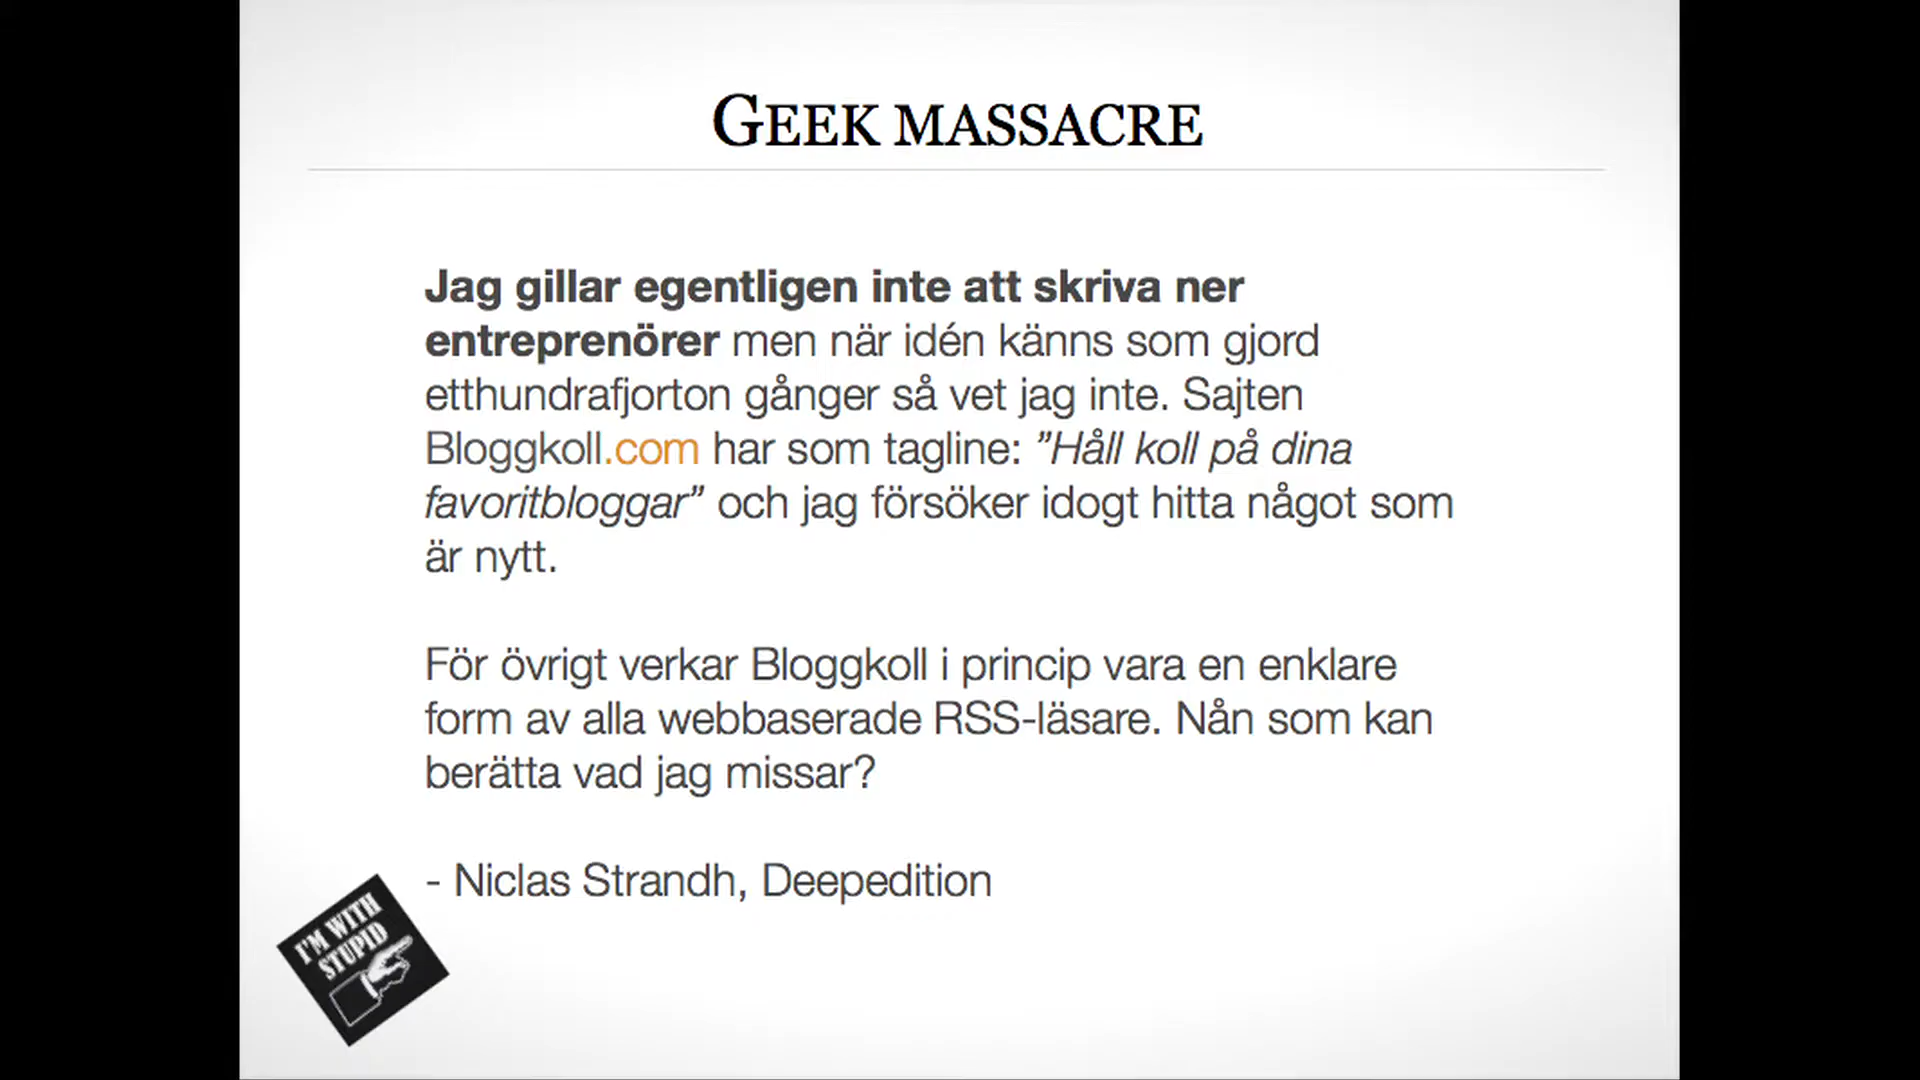 GEEK MASSACRE
Jag gillar egentligen inte att skriva ner
entreprenörer men när idén känns som gjord
etthundrafjorton gånger så vet jag inte. Sajten
Bloggkoll.com har som tagline: ”Håll koll på dina
favoritbloggar” och jag försöker idogt hitta något som
är nytt.
För övrigt verkar Bloggkoll i princip vara en enklare
form av alla webbaserade RSS-läsare. Nån som kan
berätta vad jag missar?
- Niclas Strandh, Deepedition
I'M WITH
STUPID